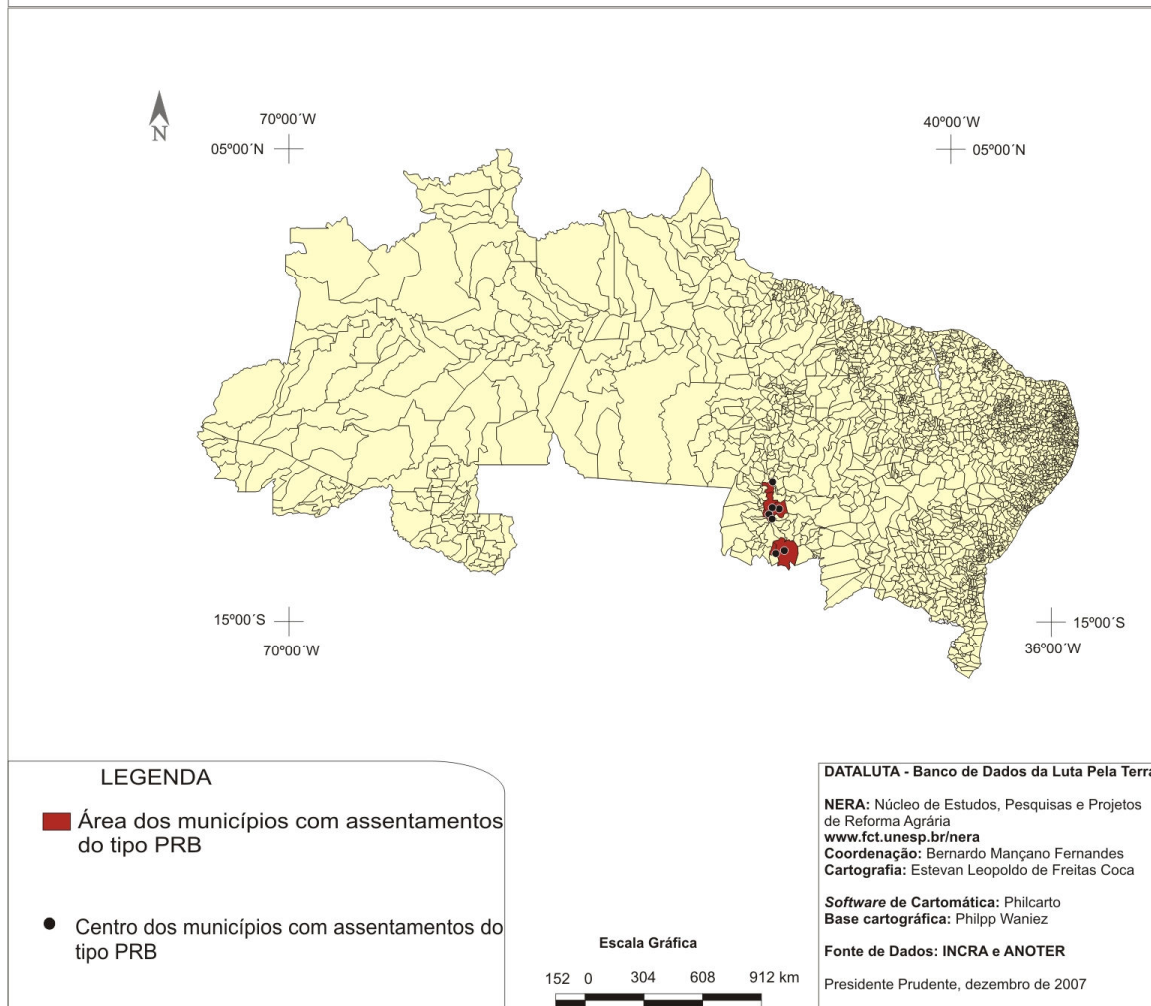 N
70º00´W
05º00´N
40º00´W
05º00´N
15º00´S
70º00´W
15º00´S
36º00´W
LEGENDA
Área dos municípios com assentamentos
do tipo PRB
Centro dos municípios com assentamentos do
tipo PRB
Escala Gráfica
152 0 304 608 912 km
DATALUTA - Banco de Dados da Luta Pela Terra
NERA: Núcleo de Estudos, Pesquisas e Projetos
de Reforma Agrária
www.fct.unesp.br/nera
Coordenação: Bernardo Mançano Fernandes
Cartografia: Estevan Leopoldo de Freitas Coca
Software de Cartomática: Philcarto
Base cartográfica: Philpp Waniez
Fonte de Dados: INCRA e ANOTER
Presidente Prudente, dezembro de 2007